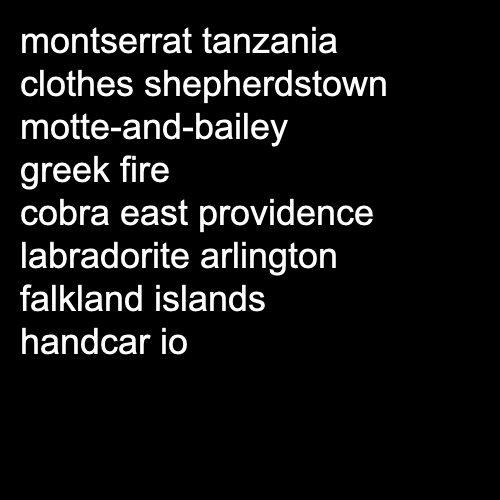 montserrat tanzania
clothes shepherdstown
motte-and-bailey
greek fire
cobra east providence
labradorite arlington
falkland islands
handcar io